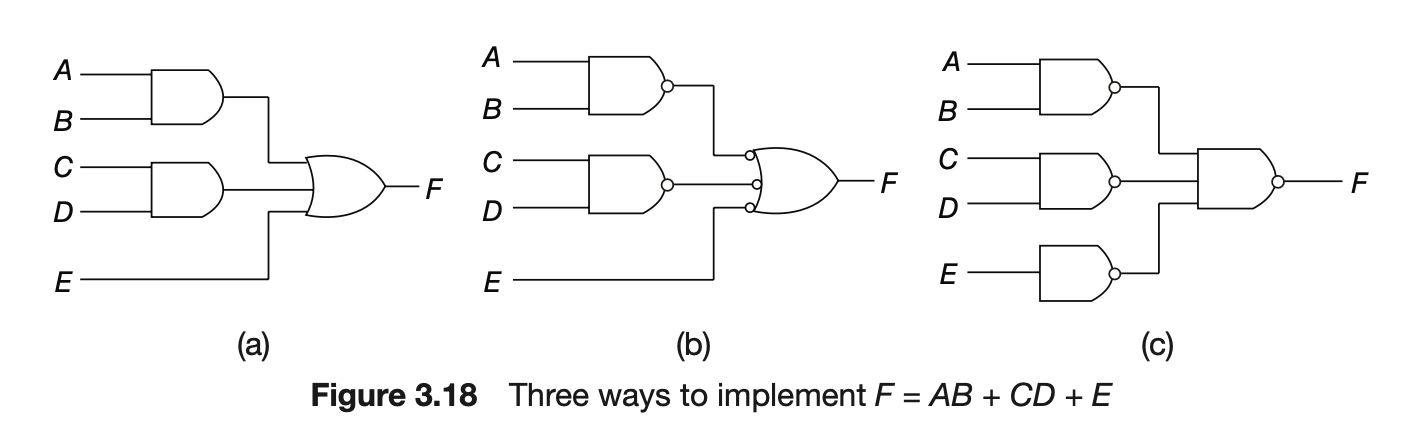 A
B
C
D
E
F
(a)
A
B
C
D
E
F
(b)
A
B
C
D
E
F
(c)
Figure 3.18 Three ways to implement F = AB + CD + E